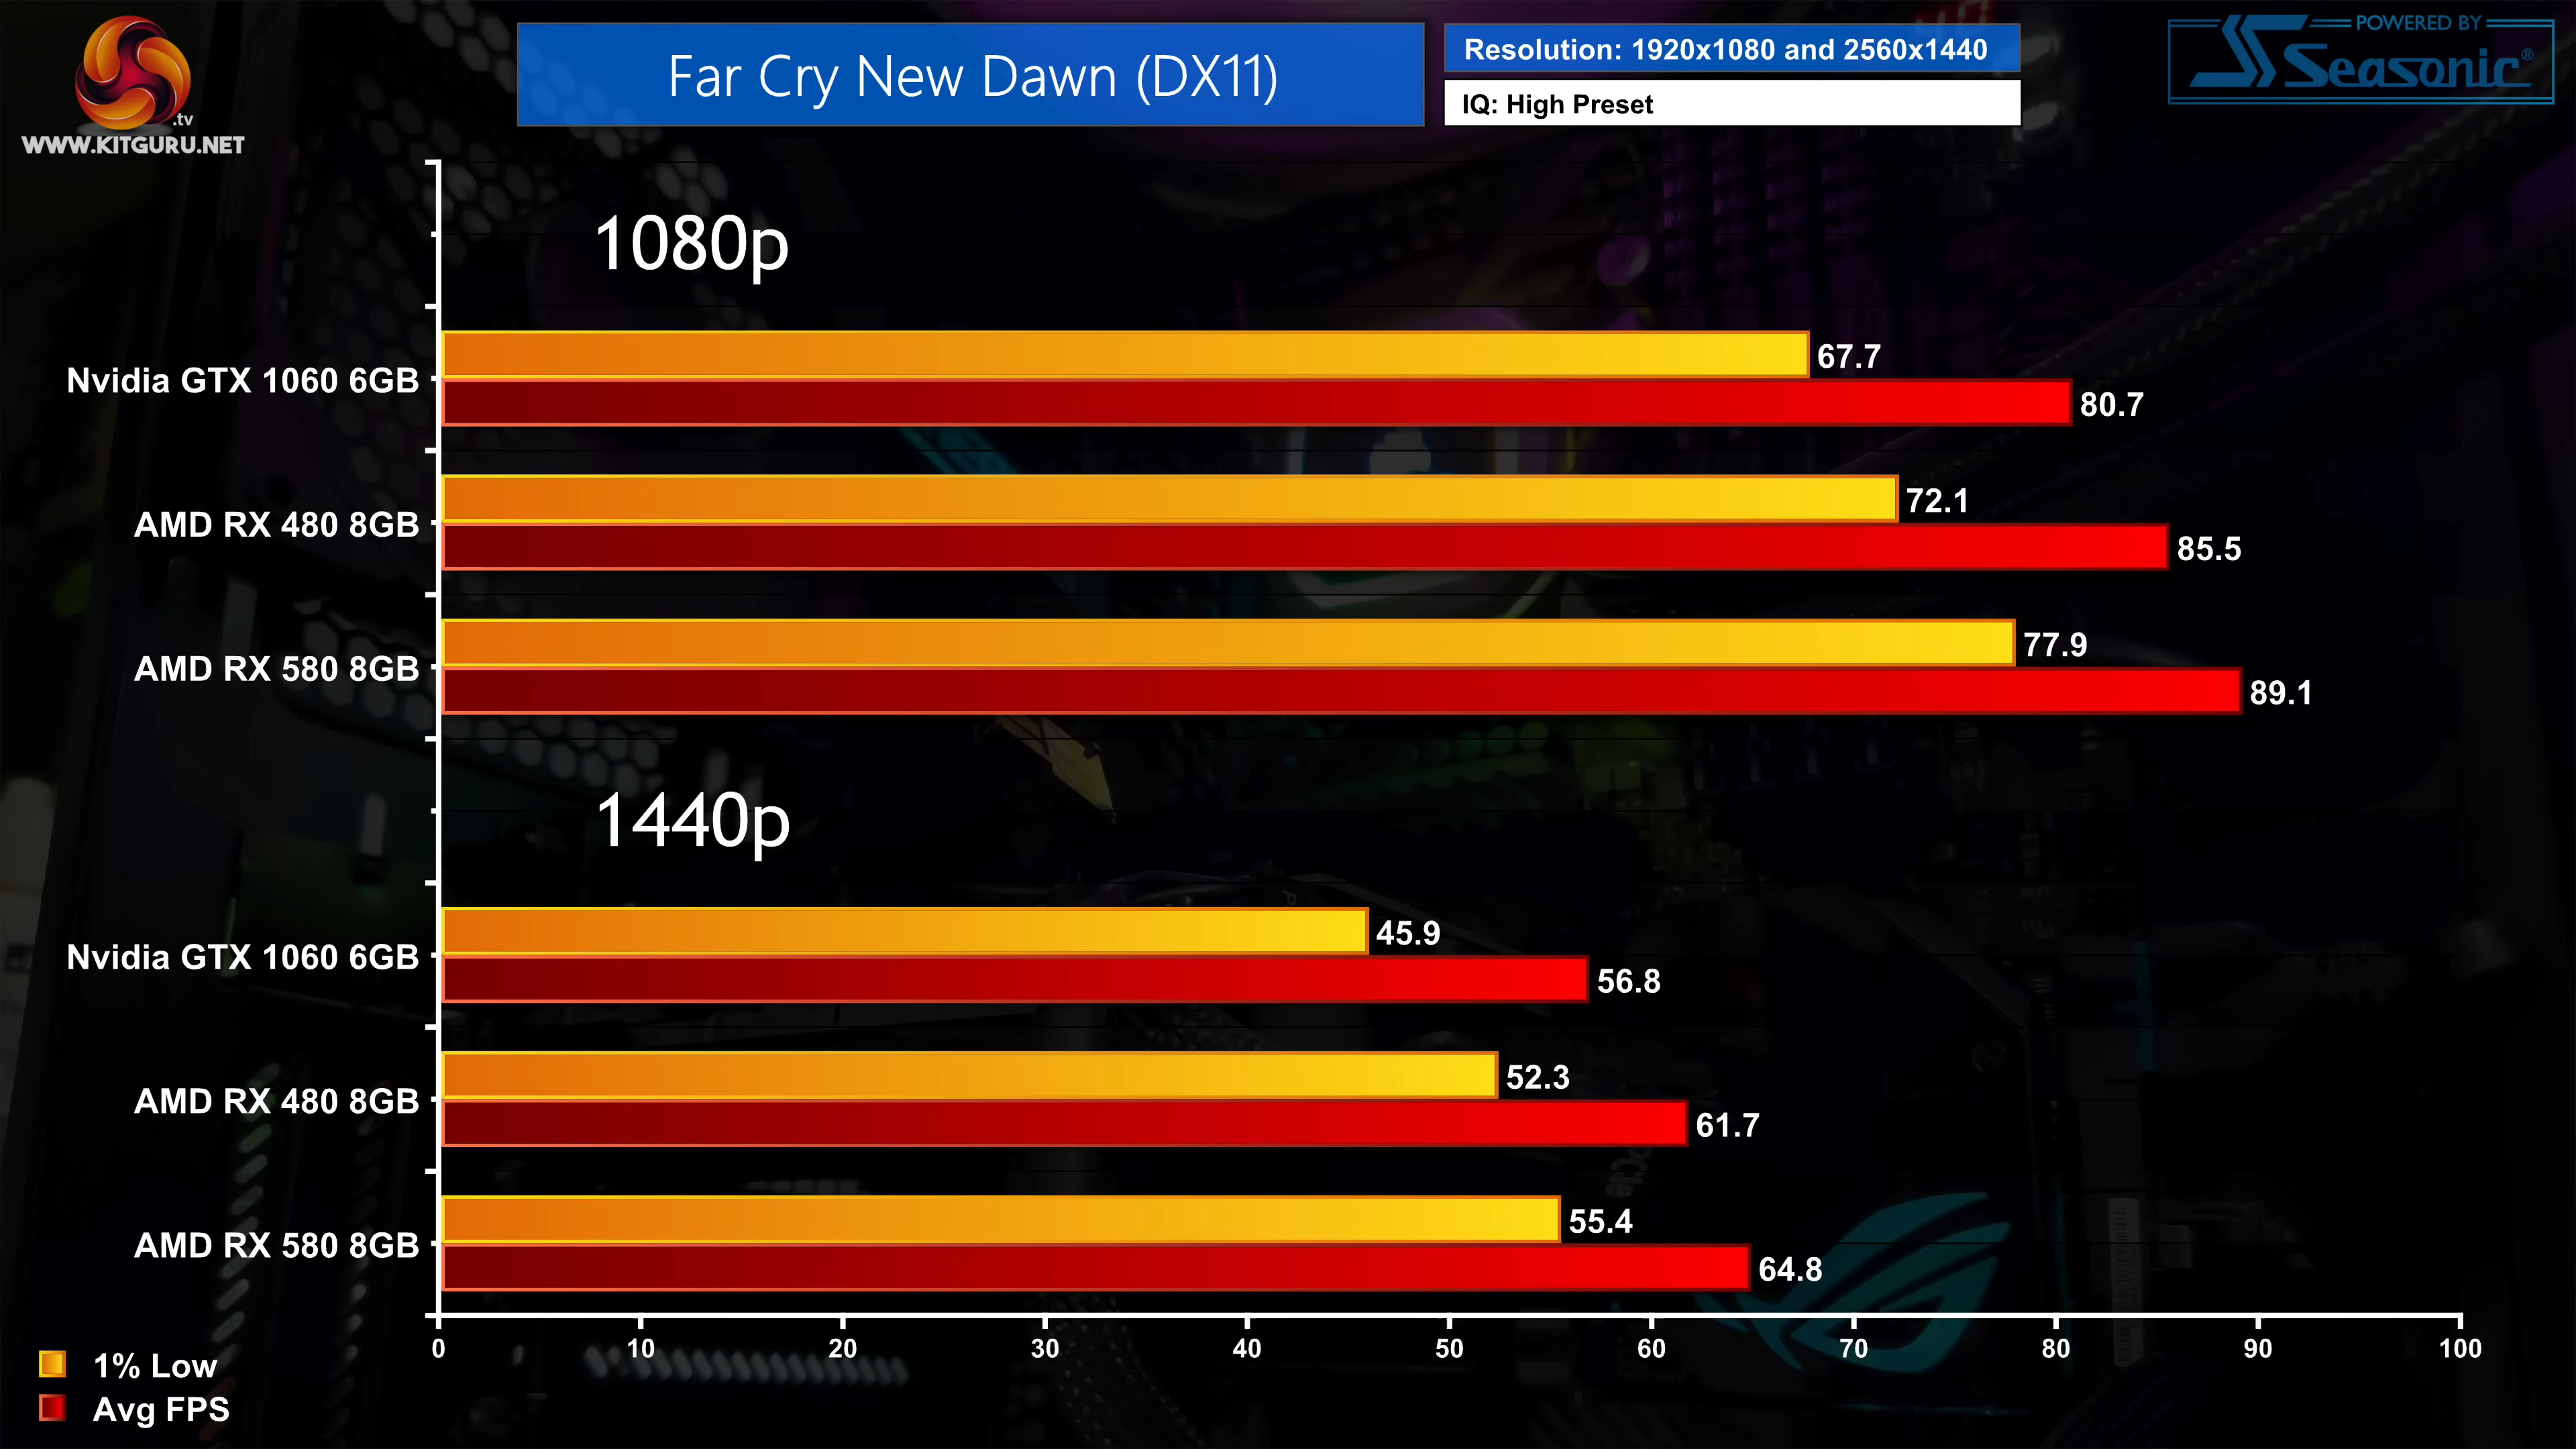 .tv
WWW.KITGURU.NET
Far Cry New Dawn (DX11)
Resolution: 1920x1080 and 2560x1440
IQ: High Preset
POWERED BY
Seasonic®
1080p
Nvidia GTX 1060 6GB
67.7
80.7
AMD RX 480 8GB
72.1
85.5
AMD RX 580 8GB
77.9
89.1
1440p
Nvidia GTX 1060 6GB
45.9
56.8
AMD RX 480 8GB
52.3
61.7
AMD RX 580 8GB
55.4
64.8
0 10 20 30 40 50 60 70 80 90 100
1% Low
Avg FPS